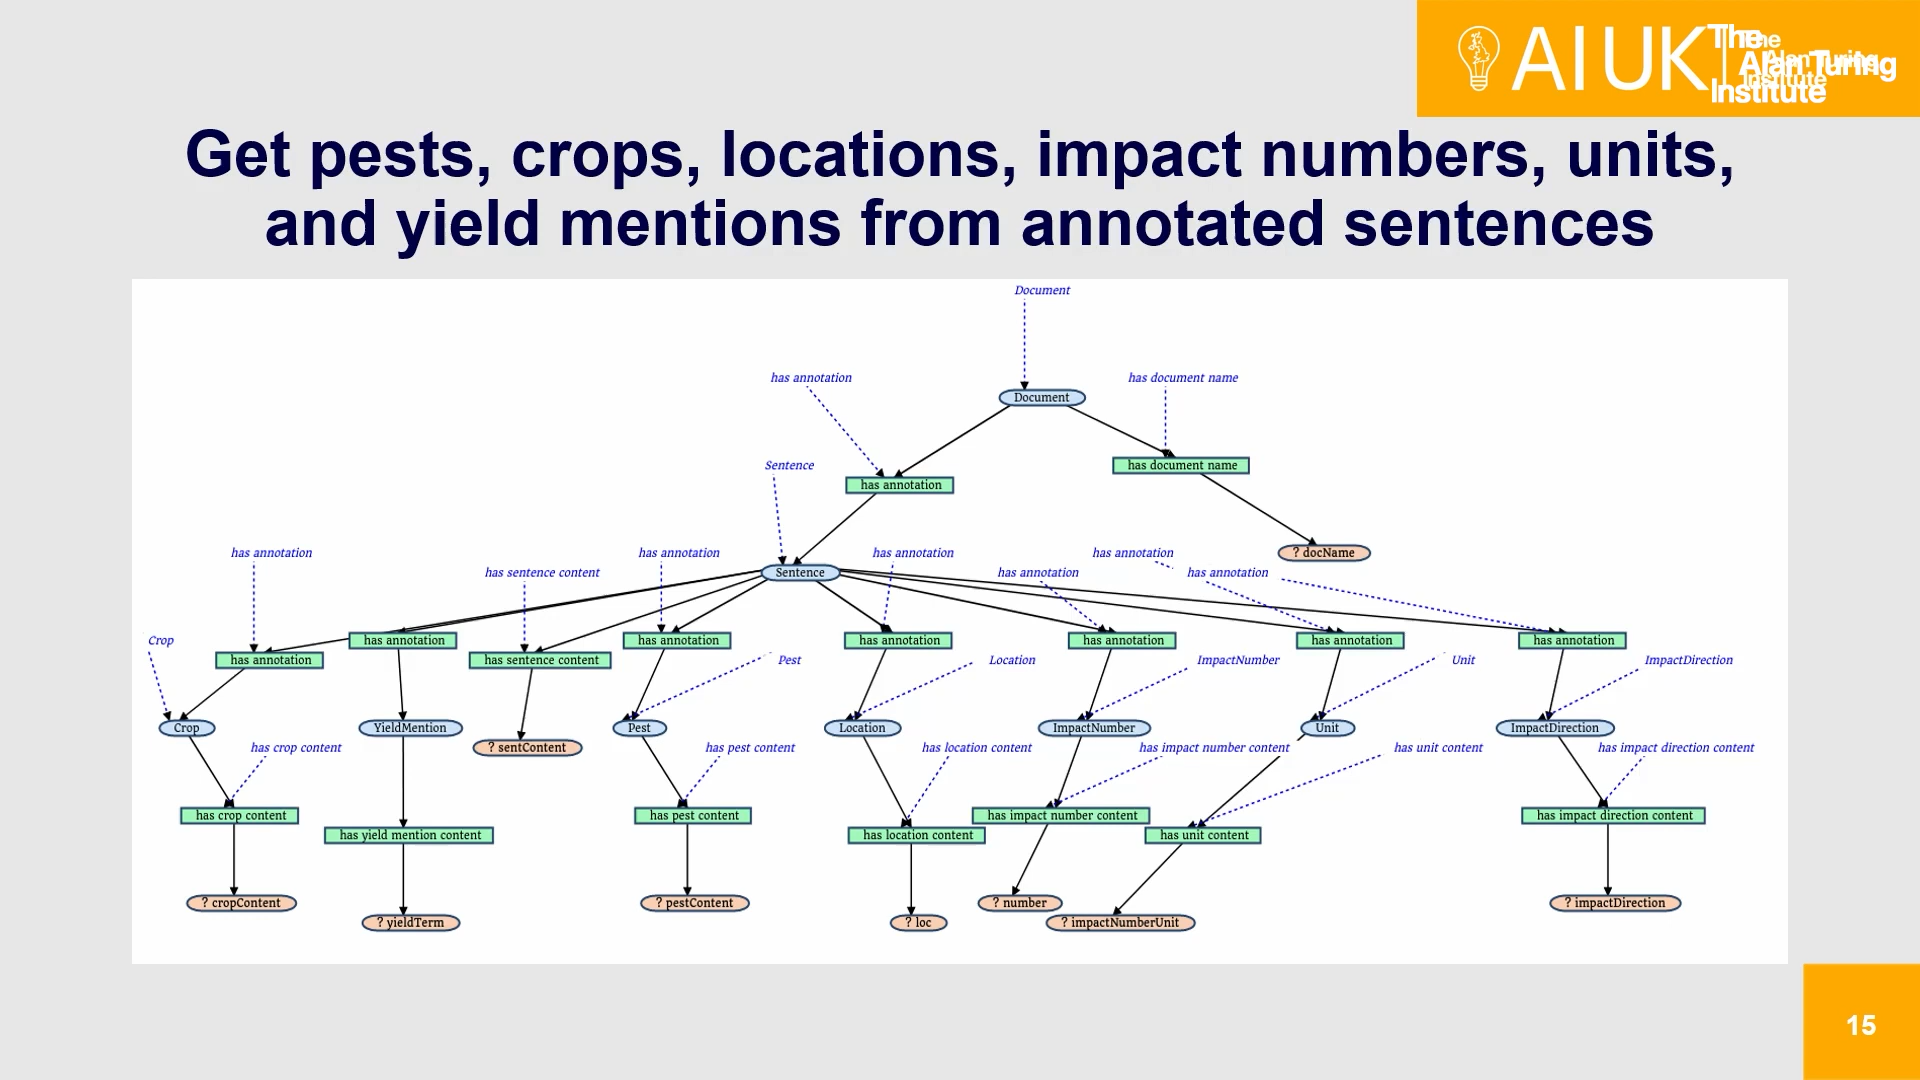 AI UK
The
Alan Turing
Institute
Get pests, crops, locations, impact numbers, units,
and yield mentions from annotated sentences
Document
has annotation
has document name
Document
Sentence
has document name
has annotation
has annotation
has annotation
has annotation
has annotation
? docName
has sentence content
Sentence
has annotation
has annotation
Crop
has annotation
has annotation
has annotation
has annotation
has annotation
has annotation
has annotation
has sentence content
Pest
Location
ImpactNumber
Unit
ImpactDirection
Crop
YieldMention
Pest
Location
ImpactNumber
Unit
ImpactDirection
has crop content
? sentContent
has pest content
has location content
has impact number content
has unit content
has impact direction content
has crop content
has pest content
has impact number content
has impact direction content
has yield mention content
has location content
has unit content
? cropContent
? pestContent
? number
? impactDirection
? yieldTerm
? loc
? impactNumberUnit
15